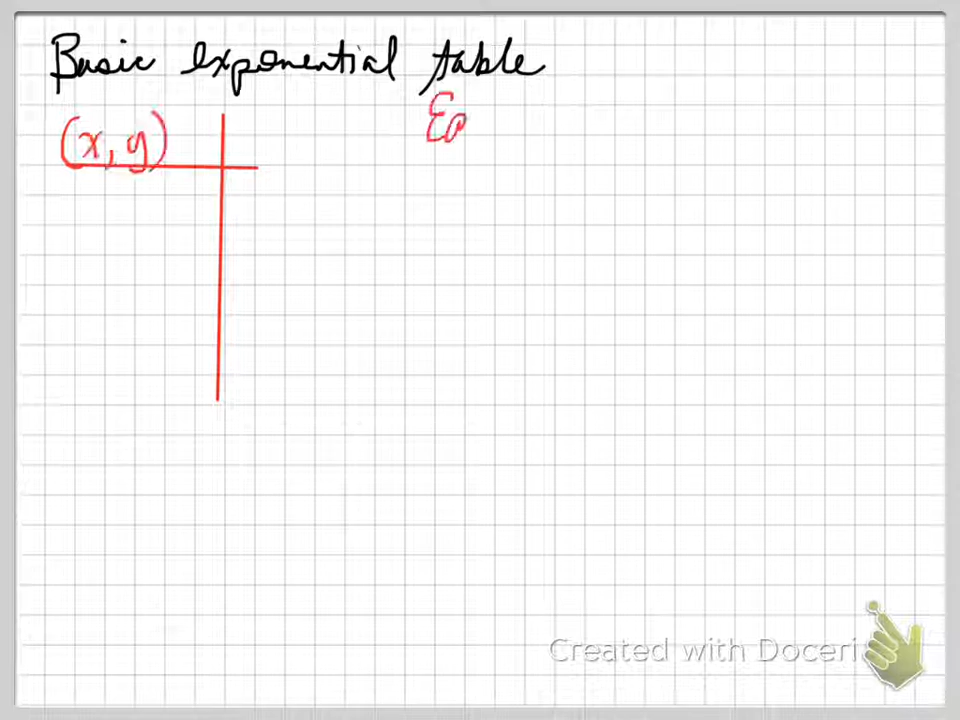 Basic exponential table
(x, y)
Created with Doceri